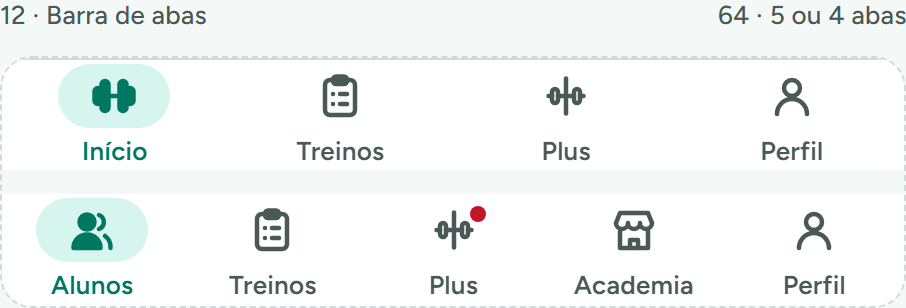 12 · Barra de abas
64 · 5 ou 4 abas
Início Treinos Plus Perfil
Alunos Treinos Plus Academia Perfil